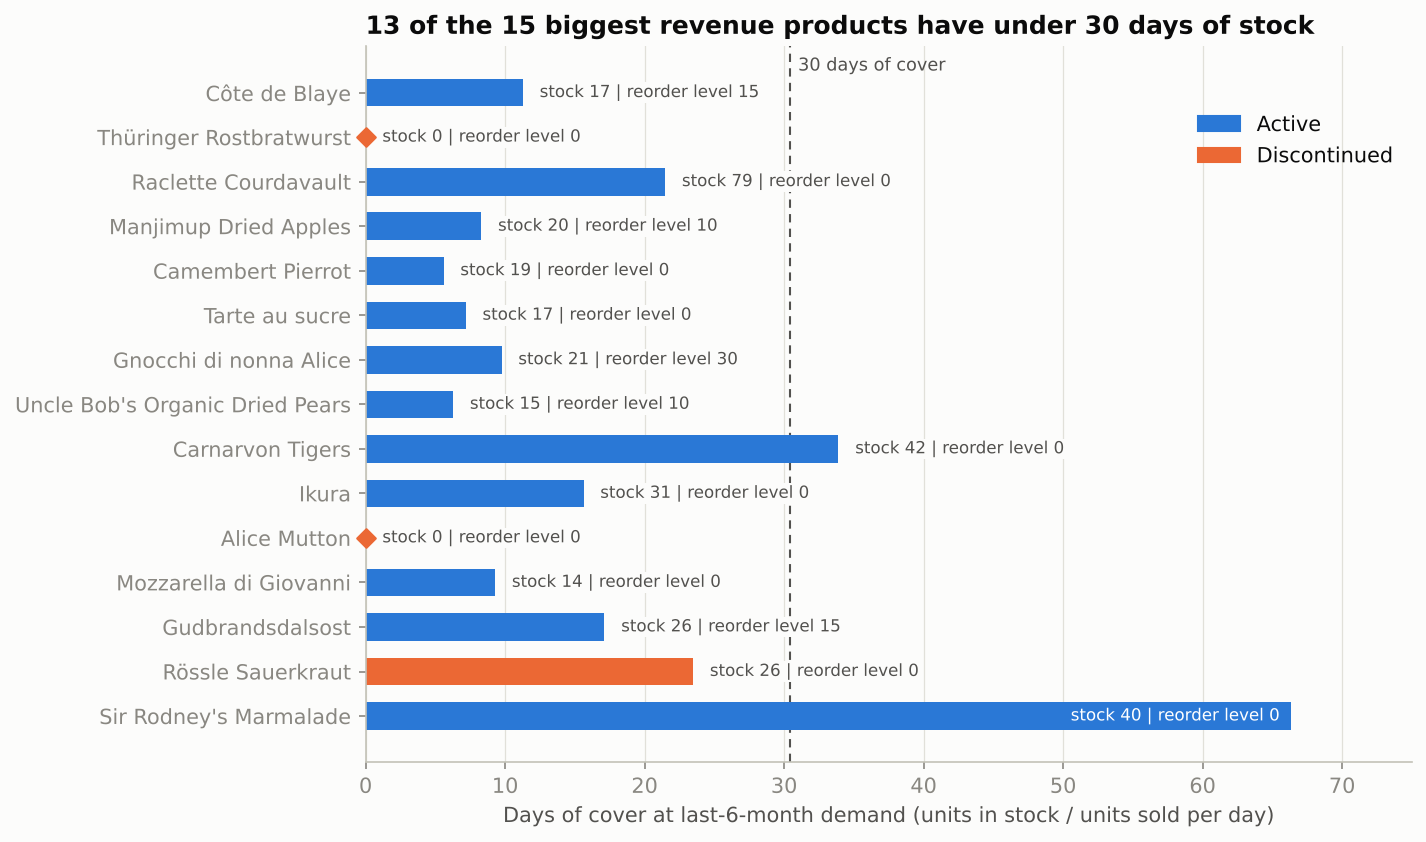 13 of the 15 biggest revenue products have under 30 days of stock
30 days of cover
Côte de Blaye stock 17 | reorder level 15
Active
Thüringer Rostbratwurst stock 0 | reorder level 0
Discontinued
Raclette Courdavault stock 79 | reorder level 0
Manjimup Dried Apples stock 20 | reorder level 10
Camembert Pierrot stock 19 | reorder level 0
Tarte au sucre stock 17 | reorder level 0
Gnocchi di nonna Alice stock 21 | reorder level 30
Uncle Bob's Organic Dried Pears stock 15 | reorder level 10
Carnarvon Tigers stock 42 | reorder level 0
Ikura stock 31 | reorder level 0
Alice Mutton stock 0 | reorder level 0
Mozzarella di Giovanni stock 14 | reorder level 0
Gudbrandsdalsost stock 26 | reorder level 15
Rössle Sauerkraut stock 26 | reorder level 0
Sir Rodney's Marmalade stock 40 | reorder level 0
0 10 20 30 40 50 60 70
Days of cover at last-6-month demand (units in stock / units sold per day)